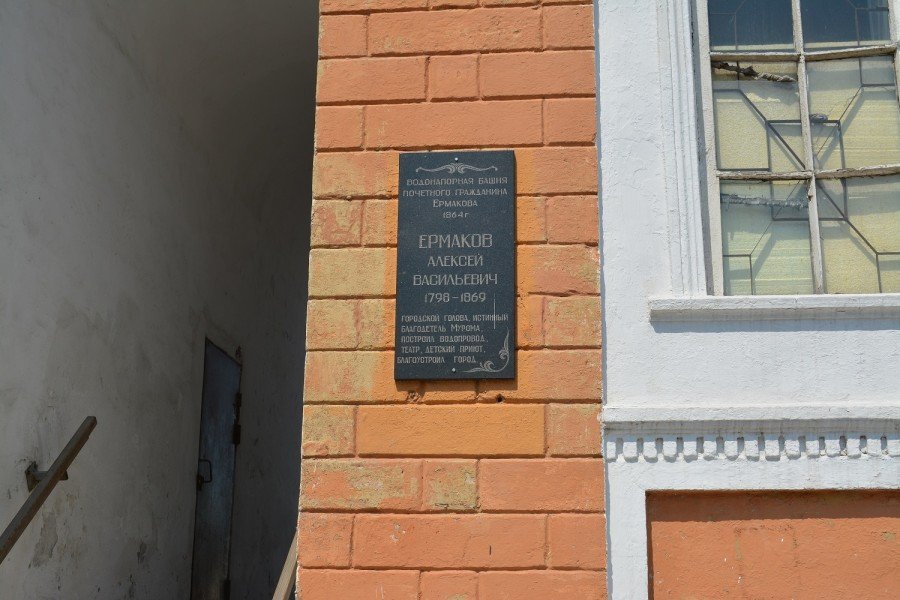 Водонапорная башня
почетного гражданина
Ермакова
1864 г
ЕРМАКОВ
АЛЕКСЕЙ
ВАСИЛЬЕВИЧ
1798-1869
Городской голова, истинный
благодетель Мурома,
построил водопровод,
театр, детский приют,
благоустроил город.